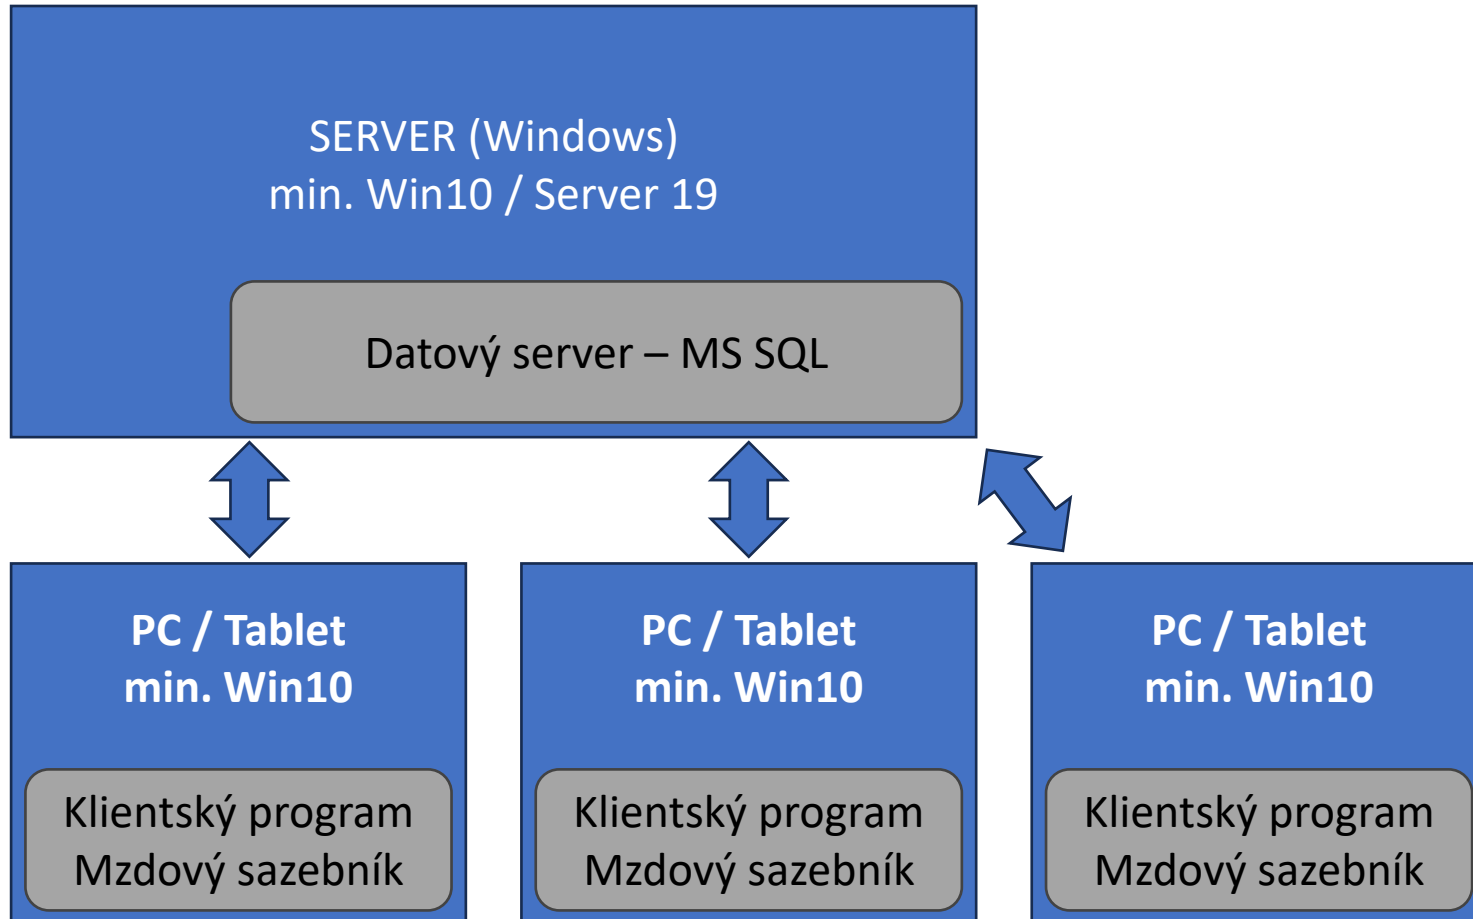 SERVER (Windows)
min. Win10 / Server 19
Datový server – MS SQL
PC / Tablet
min. Win10
Klientský program
Mzdový sazebník
PC / Tablet
min. Win10
Klientský program
Mzdový sazebník
PC / Tablet
min. Win10
Klientský program
Mzdový sazebník